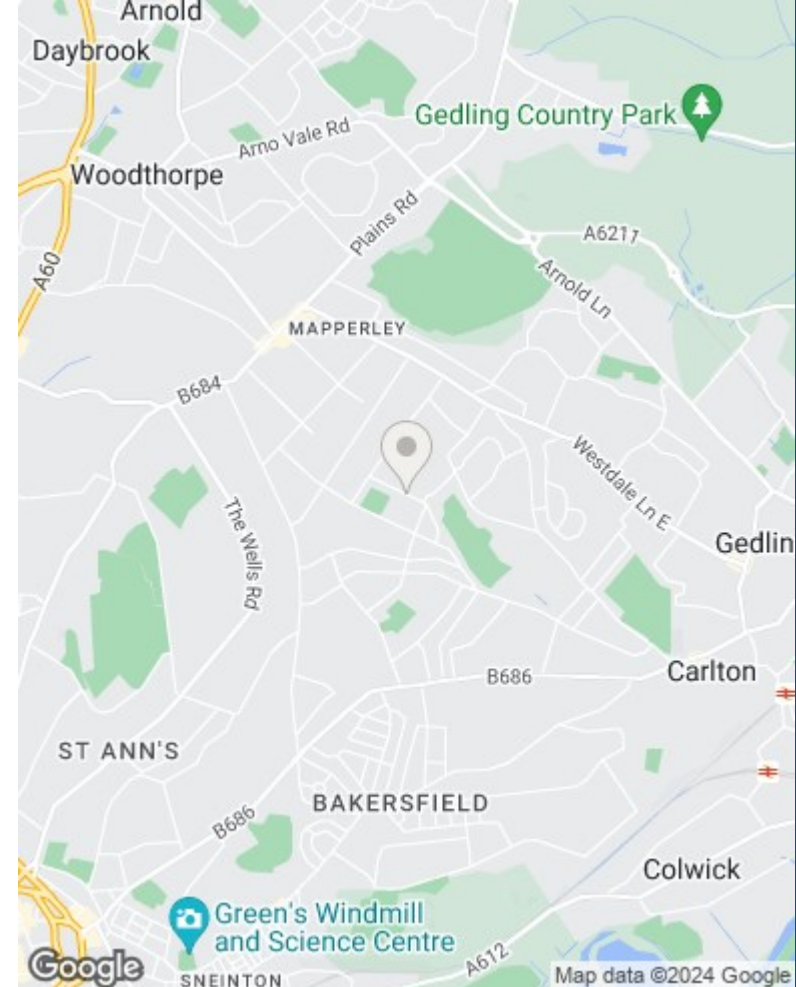 Arnold
Daybrook
Gedling Country Park
Arno Vale Rd
Woodthorpe
Plains Rd
A6211
A60
Arnold Ln
MAPPERLEY
B684
Westdale Ln E
The Wells Rd
Gedlin
Carlton
B686
ST ANN'S
BAKERSFIELD
B686
Colwick
Green's Windmill
and Science Centre
A612
Google
SNEINTON
Map data ©2024 Google